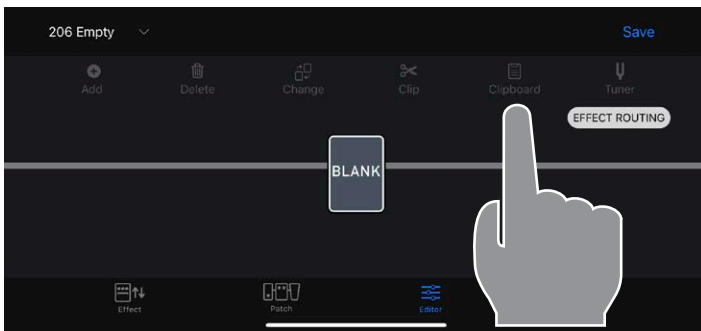 206 Empty
Save
Add
Delete
Change
Clip
Clipboard
Tuner
EFFECT ROUTING
BLANK
Effect
Patch
Editor